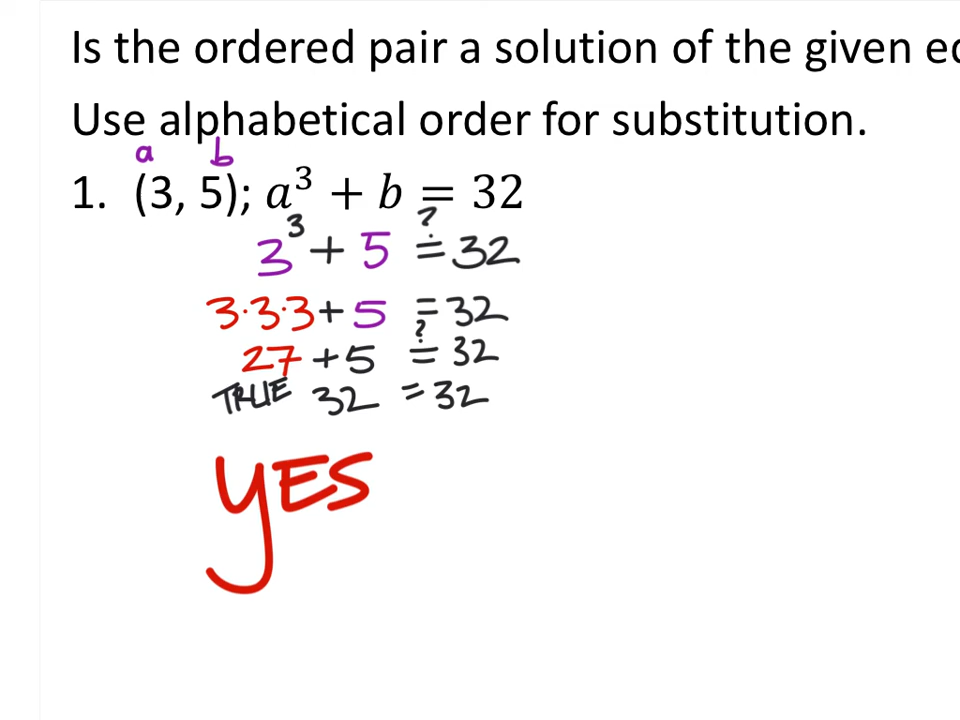 Is the ordered pair a solution of the given
Use alphabetical order for substitution.
a b
1. (3, 5); a³ + b = 32
3³ + 5 ≟ 32
3·3·3 + 5 = 32
27 + 5 ≟ 32
TRUE 32 = 32
YES